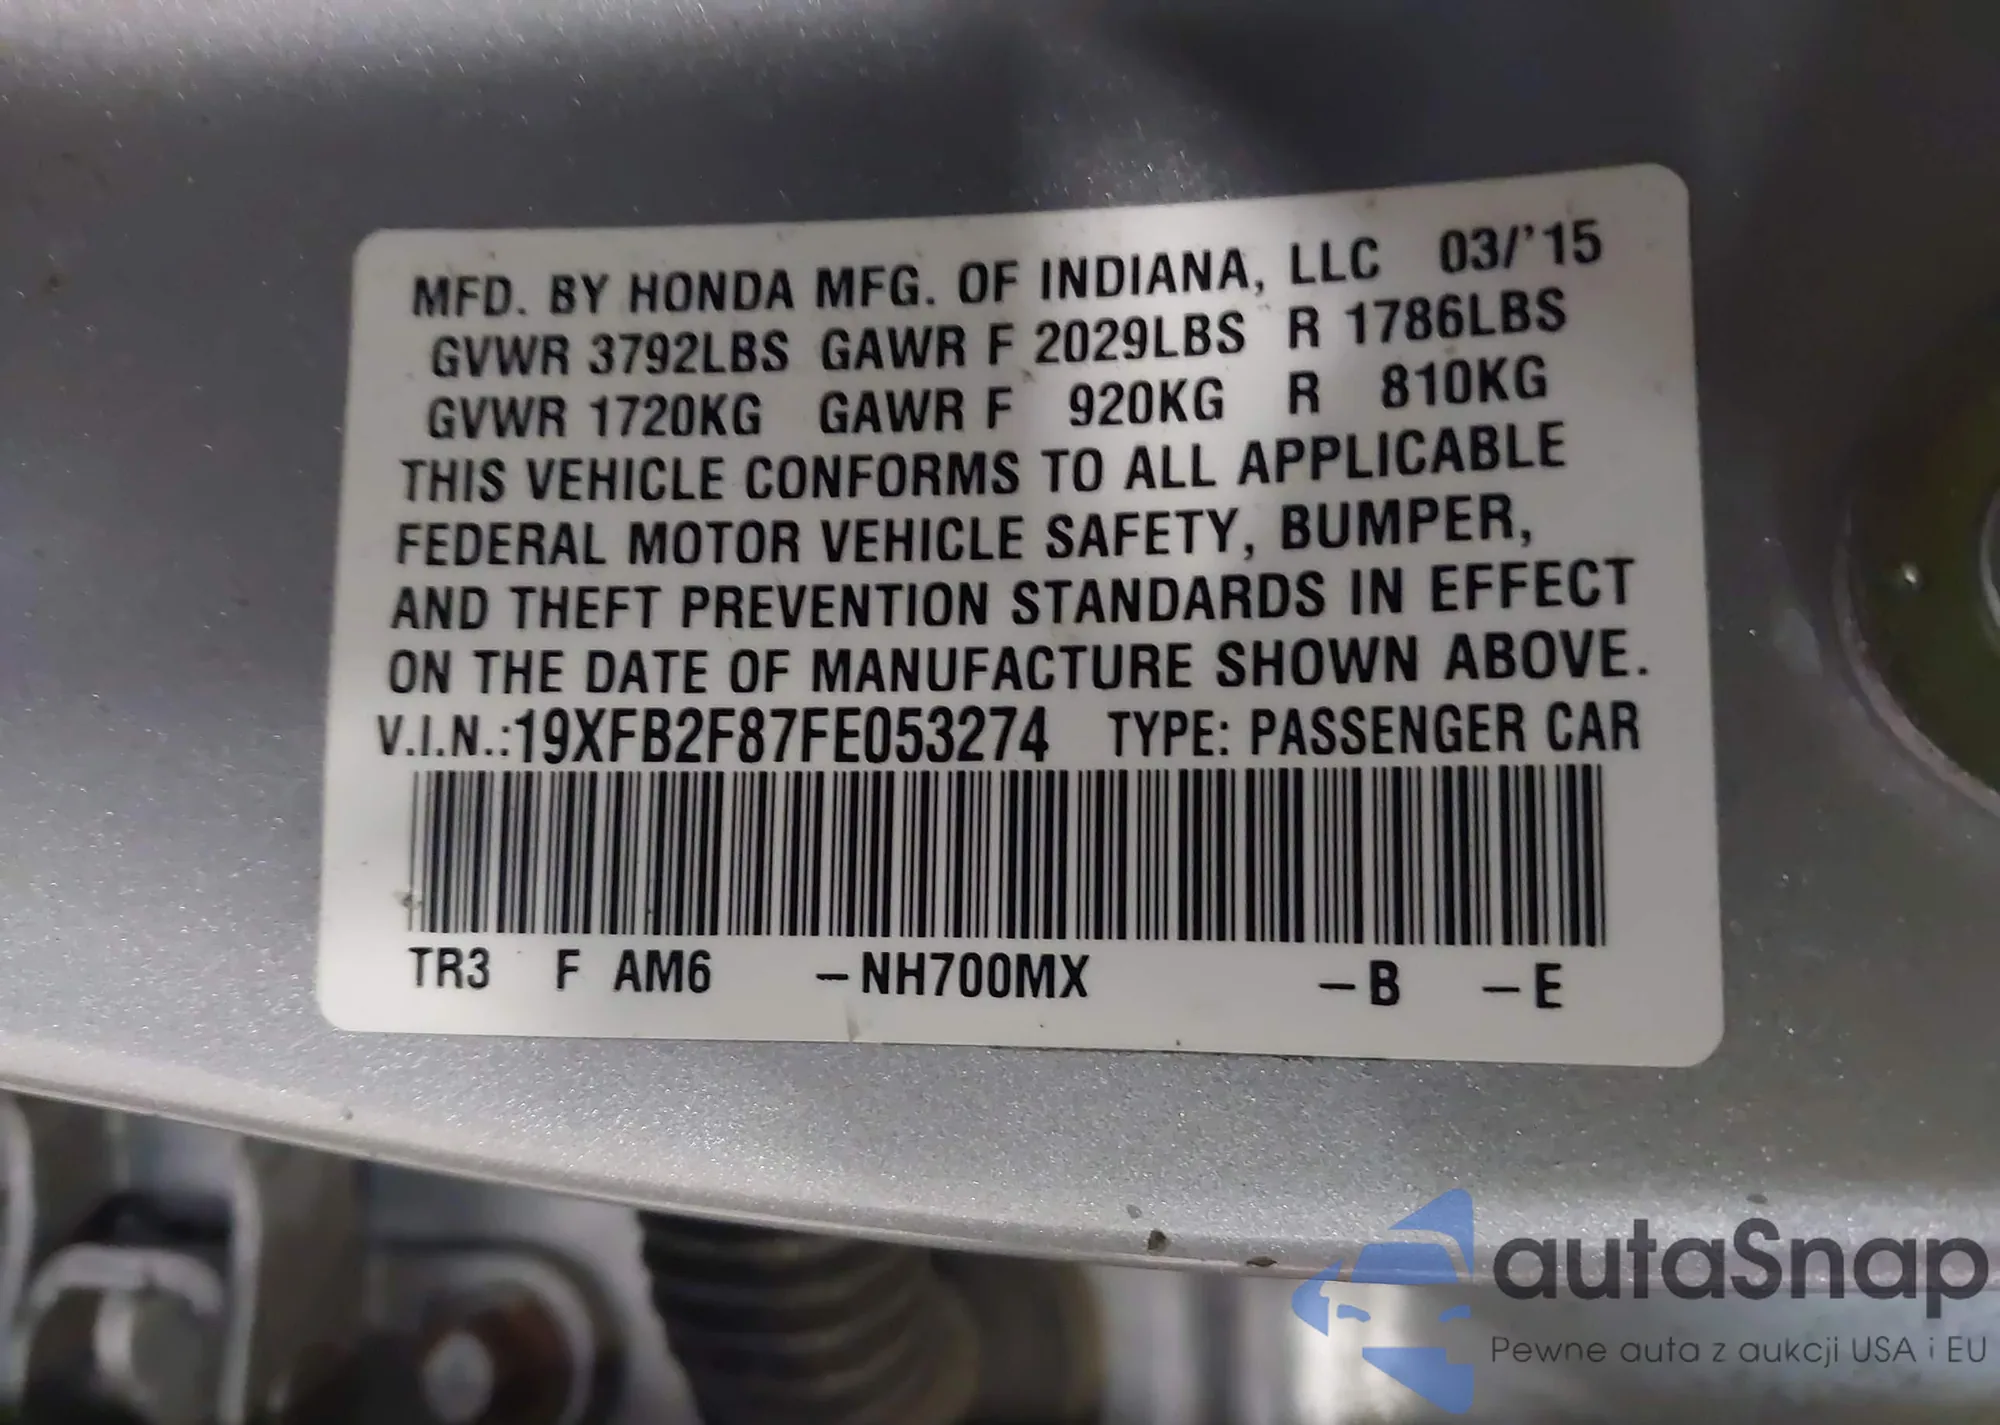 MFD. BY HONDA MFG. OF INDIANA, LLC 03/'15
GVWR 3792LBS GAWR F 2029LBS R 1786LBS
GVWR 1720KG GAWR F 920KG R 810KG
THIS VEHICLE CONFORMS TO ALL APPLICABLE
FEDERAL MOTOR VEHICLE SAFETY, BUMPER,
AND THEFT PREVENTION STANDARDS IN EFFECT
ON THE DATE OF MANUFACTURE SHOWN ABOVE.
V.I.N.:19XFB2F87FE053274 TYPE: PASSENGER CAR
TR3 F AM6 –NH700MX –B –E
autaSnap
Pewne auta z aukcji USA i EU